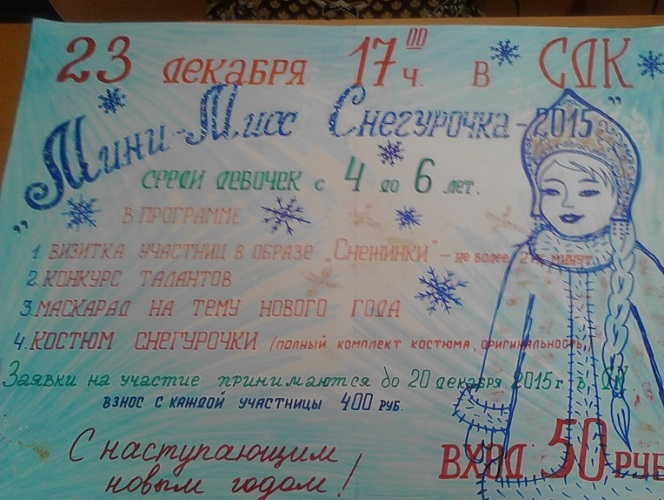 23 декабря 17 00 ч. в СДК
„Мини-Мисс Снегурочка-2015”
среди девочек с 4 до 6 лет.
В программе
1. Визитка участниц в образе „Снежинки” - не более 2х минут
2. Конкурс талантов
3. Маскарад на тему Нового года
4. Костюм Снегурочки (полный комплект костюма, оригинальность)
Заявки на участие принимаются до 20 декабря 2015г в
взнос с каждой участницы 400 руб.
С наступающим
новым годом!
Вход 50 руб